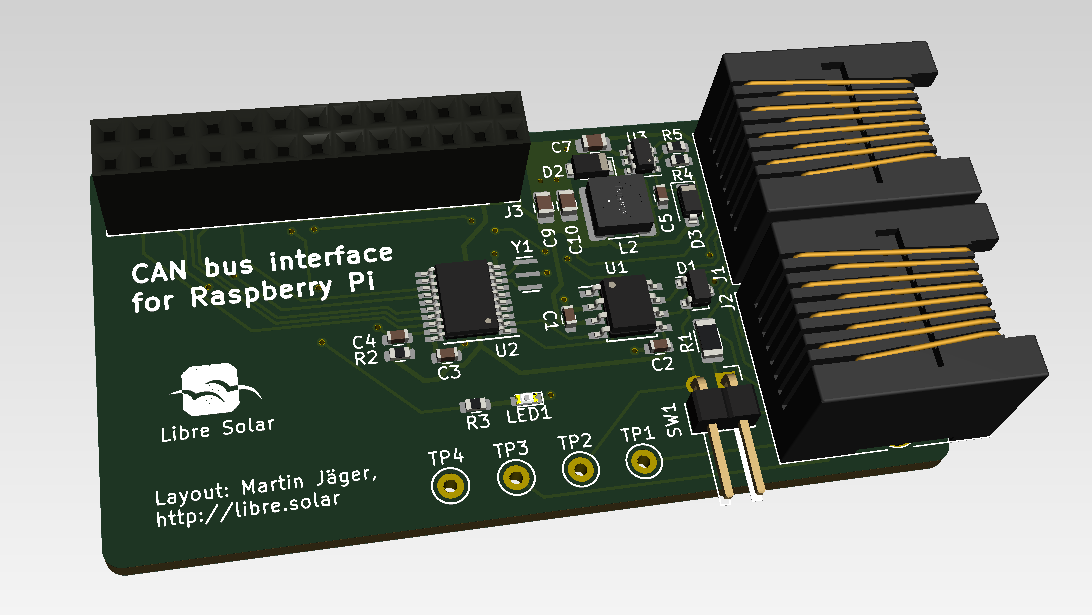 C7
U3
R5
D2
R4
J3
C9
C10
L2
C5
D3
CAN bus interface
for Raspberry Pi
Y1
U1
D1
J1
J2
C1
C4
R2
C3
U2
C2
R1
Libre Solar
R3
LED1
SW1
TP4
TP3
TP2
TP1
Layout: Martin Jäger,
http://libre.solar